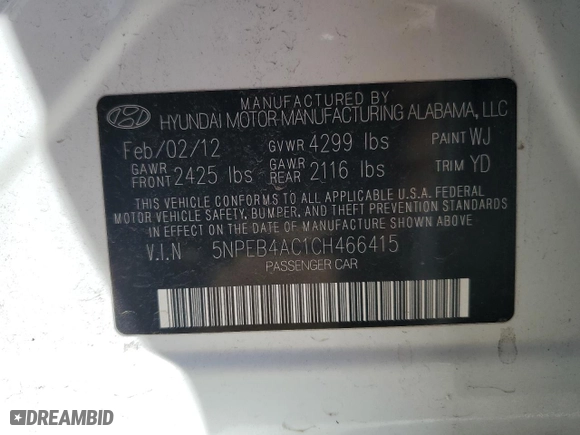 MANUFACTURED BY
HYUNDAI MOTOR MANUFACTURING ALABAMA, LLC
Feb/02/12 GVWR 4299 lbs PAINT WJ
GAWR FRONT 2425 lbs GAWR REAR 2116 lbs TRIM YD
THIS VEHICLE CONFORMS TO ALL APPLICABLE U.S.A. FEDERAL
MOTOR VEHICLE SAFETY, BUMPER, AND THEFT PREVENTION STANDARDS
IN EFFECT ON THE DATE OF MANUFACTURE SHOWN ABOVE.
V.I.N 5NPEB4AC1CH466415
PASSENGER CAR
DREAMBID